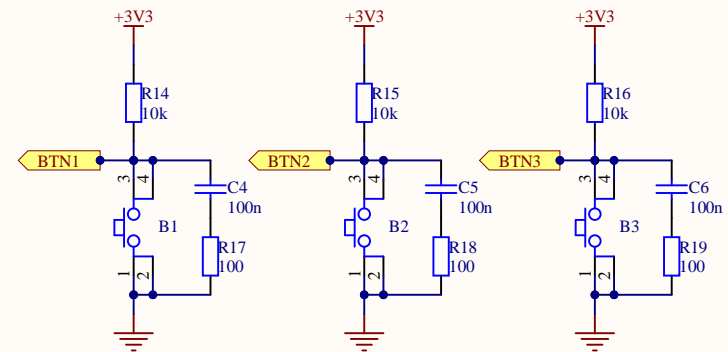 +3V3 +3V3 +3V3
R14 R15 R16
10k 10k 10k
BTN1 BTN2 BTN3
3 4 3 4 3 4
C4 C5 C6
100n 100n 100n
B1 B2 B3
R17 R18 R19
100 100 100
1 2 1 2 1 2